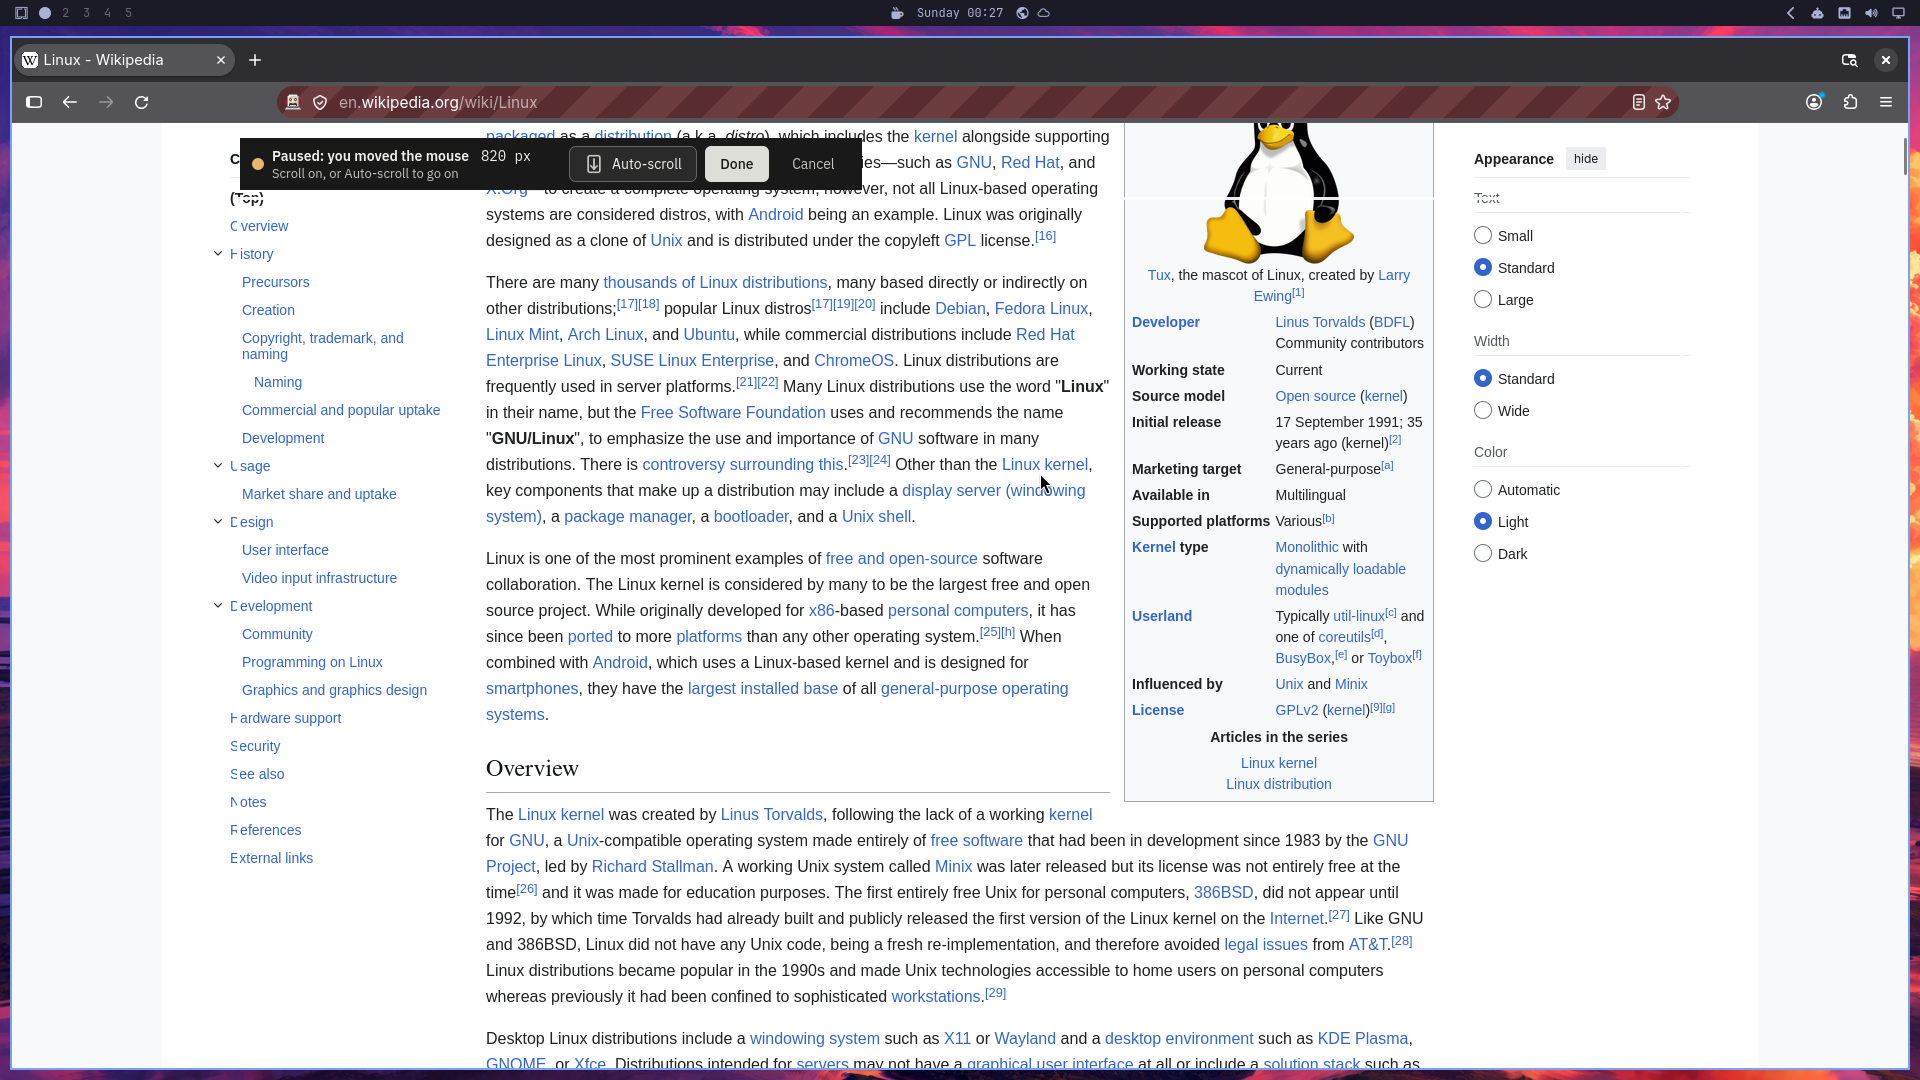 2 3 4 5
Sunday 00:27
Linux - Wikipedia
en.wikipedia.org/wiki/Linux
Paused: you moved the mouse 820 px
Scroll on, or Auto-scroll to go on
Auto-scroll
Done
Cancel
(Top)
Overview
History
Precursors
Creation
Copyright, trademark, and
naming
Naming
Commercial and popular uptake
Development
Usage
Market share and uptake
Design
User interface
Video input infrastructure
Development
Community
Programming on Linux
Graphics and graphics design
Hardware support
Security
See also
Notes
References
External links
packaged as a distribution (a.k.a. distro), which includes the kernel alongside supporting
—such as GNU, Red Hat, and
X.Org to create a complete operating system; however, not all Linux-based operating
systems are considered distros, with Android being an example. Linux was originally
designed as a clone of Unix and is distributed under the copyleft GPL license.[16]
There are many thousands of Linux distributions, many based directly or indirectly on
other distributions;[17][18] popular Linux distros[17][19][20] include Debian, Fedora Linux,
Linux Mint, Arch Linux, and Ubuntu, while commercial distributions include Red Hat
Enterprise Linux, SUSE Linux Enterprise, and ChromeOS. Linux distributions are
frequently used in server platforms.[21][22] Many Linux distributions use the word "Linux"
in their name, but the Free Software Foundation uses and recommends the name
"GNU/Linux", to emphasize the use and importance of GNU software in many
distributions. There is controversy surrounding this.[23][24] Other than the Linux kernel,
key components that make up a distribution may include a display server (windowing
system), a package manager, a bootloader, and a Unix shell.
Linux is one of the most prominent examples of free and open-source software
collaboration. The Linux kernel is considered by many to be the largest free and open
source project. While originally developed for x86-based personal computers, it has
since been ported to more platforms than any other operating system.[25][h] When
combined with Android, which uses a Linux-based kernel and is designed for
smartphones, they have the largest installed base of all general-purpose operating
systems.
Overview
The Linux kernel was created by Linus Torvalds, following the lack of a working kernel
for GNU, a Unix-compatible operating system made entirely of free software that had been in development since 1983 by the GNU
Project, led by Richard Stallman. A working Unix system called Minix was later released but its license was not entirely free at the
time[26] and it was made for education purposes. The first entirely free Unix for personal computers, 386BSD, did not appear until
1992, by which time Torvalds had already built and publicly released the first version of the Linux kernel on the Internet.[27] Like GNU
and 386BSD, Linux did not have any Unix code, being a fresh re-implementation, and therefore avoided legal issues from AT&T.[28]
Linux distributions became popular in the 1990s and made Unix technologies accessible to home users on personal computers
whereas previously it had been confined to sophisticated workstations.[29]
Desktop Linux distributions include a windowing system such as X11 or Wayland and a desktop environment such as KDE Plasma,
GNOME, or Xfce. Distributions intended for servers may not have a graphical user interface at all or include a solution stack such as
Tux, the mascot of Linux, created by Larry
Ewing[1]
Developer Linus Torvalds (BDFL)
Community contributors
Working state Current
Source model Open source (kernel)
Initial release 17 September 1991; 35
years ago (kernel)[2]
Marketing target General-purpose[a]
Available in Multilingual
Supported platforms Various[b]
Kernel type Monolithic with
dynamically loadable
modules
Userland Typically util-linux[c] and
one of coreutils[d],
BusyBox,[e] or Toybox[f]
Influenced by Unix and Minix
License GPLv2 (kernel)[9][g]
Articles in the series
Linux kernel
Linux distribution
Appearance hide
Text
Small
Standard
Large
Width
Standard
Wide
Color
Automatic
Light
Dark